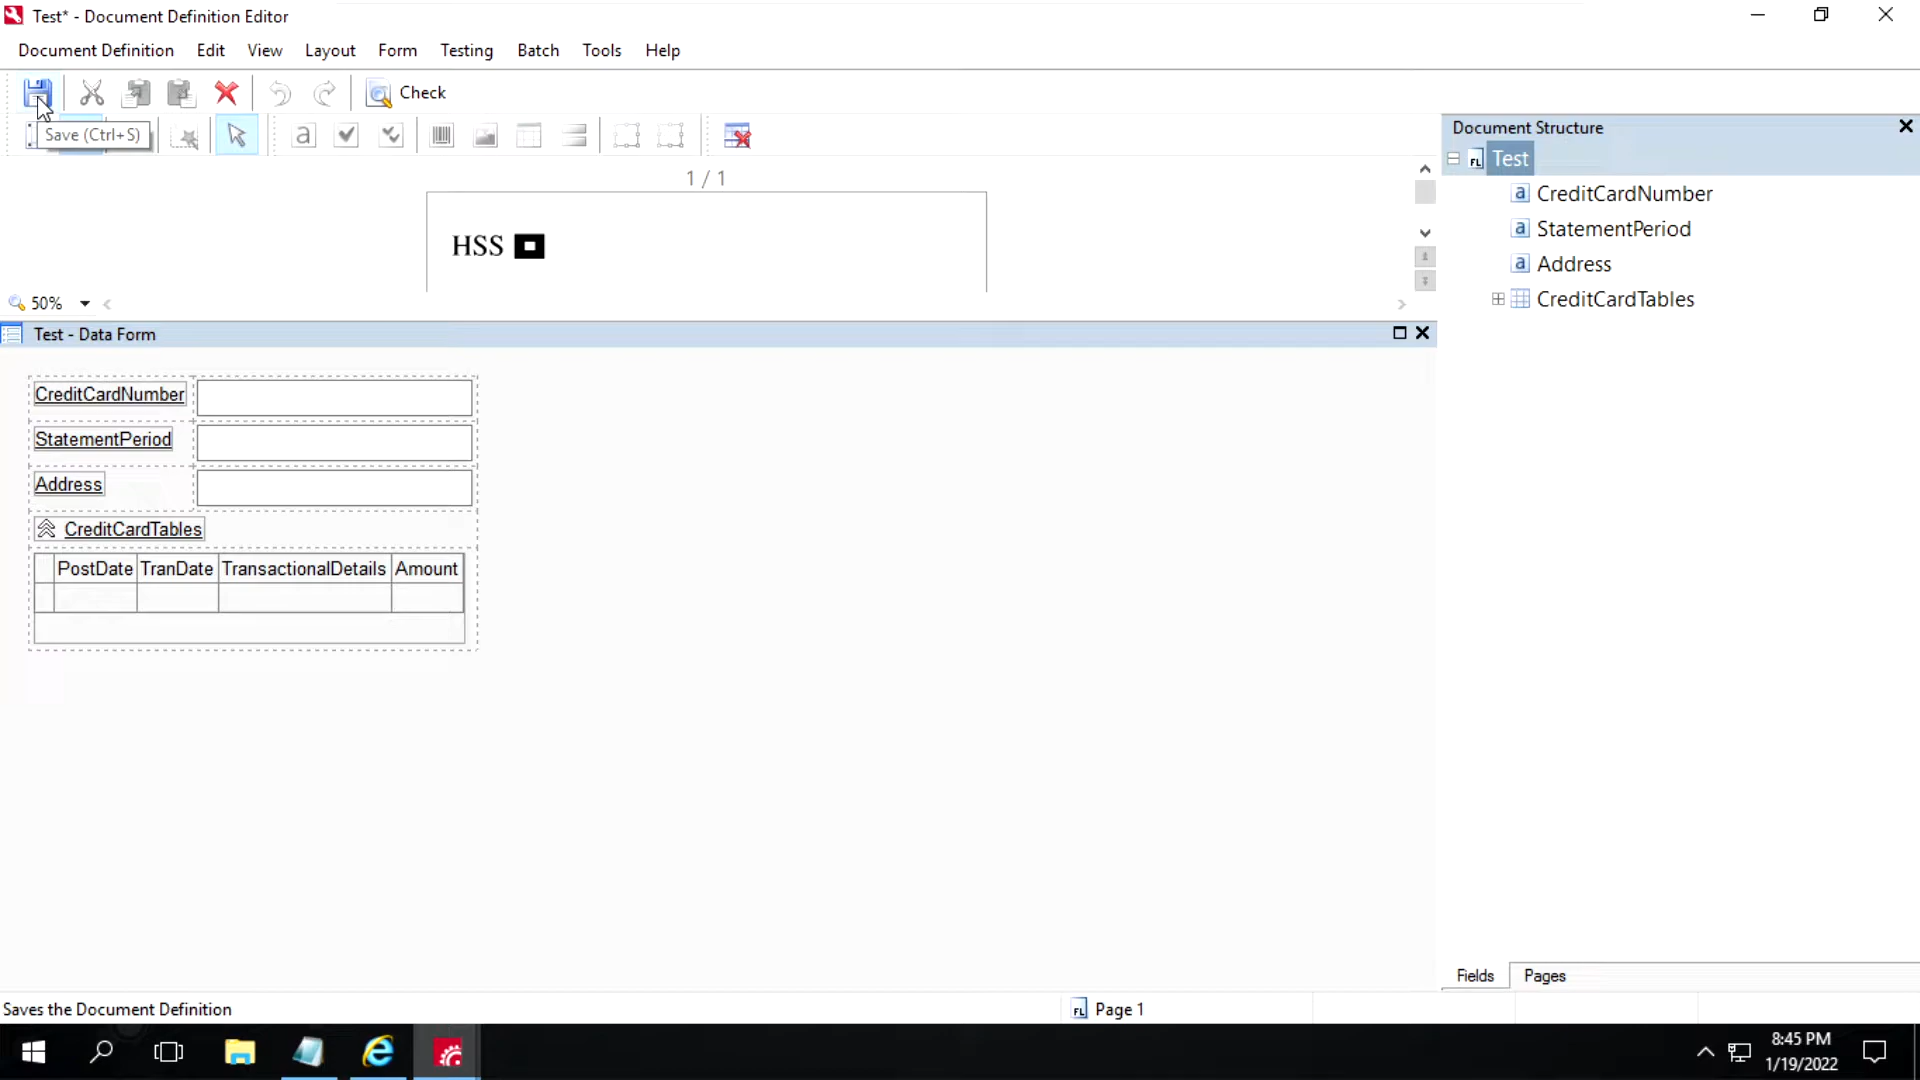 Test* - Document Definition Editor
Document Definition Edit View Layout Form Testing Batch Tools Help
Check
Save (Ctrl+S)
a
Document Structure
Test
a CreditCardNumber
a StatementPeriod
a Address
CreditCardTables
1 / 1
HSS
50%
Test - Data Form
CreditCardNumber
StatementPeriod
Address
CreditCardTables
PostDate TranDate TransactionalDetails Amount
Fields Pages
Saves the Document Definition
FL Page 1
8:45 PM
1/19/2022